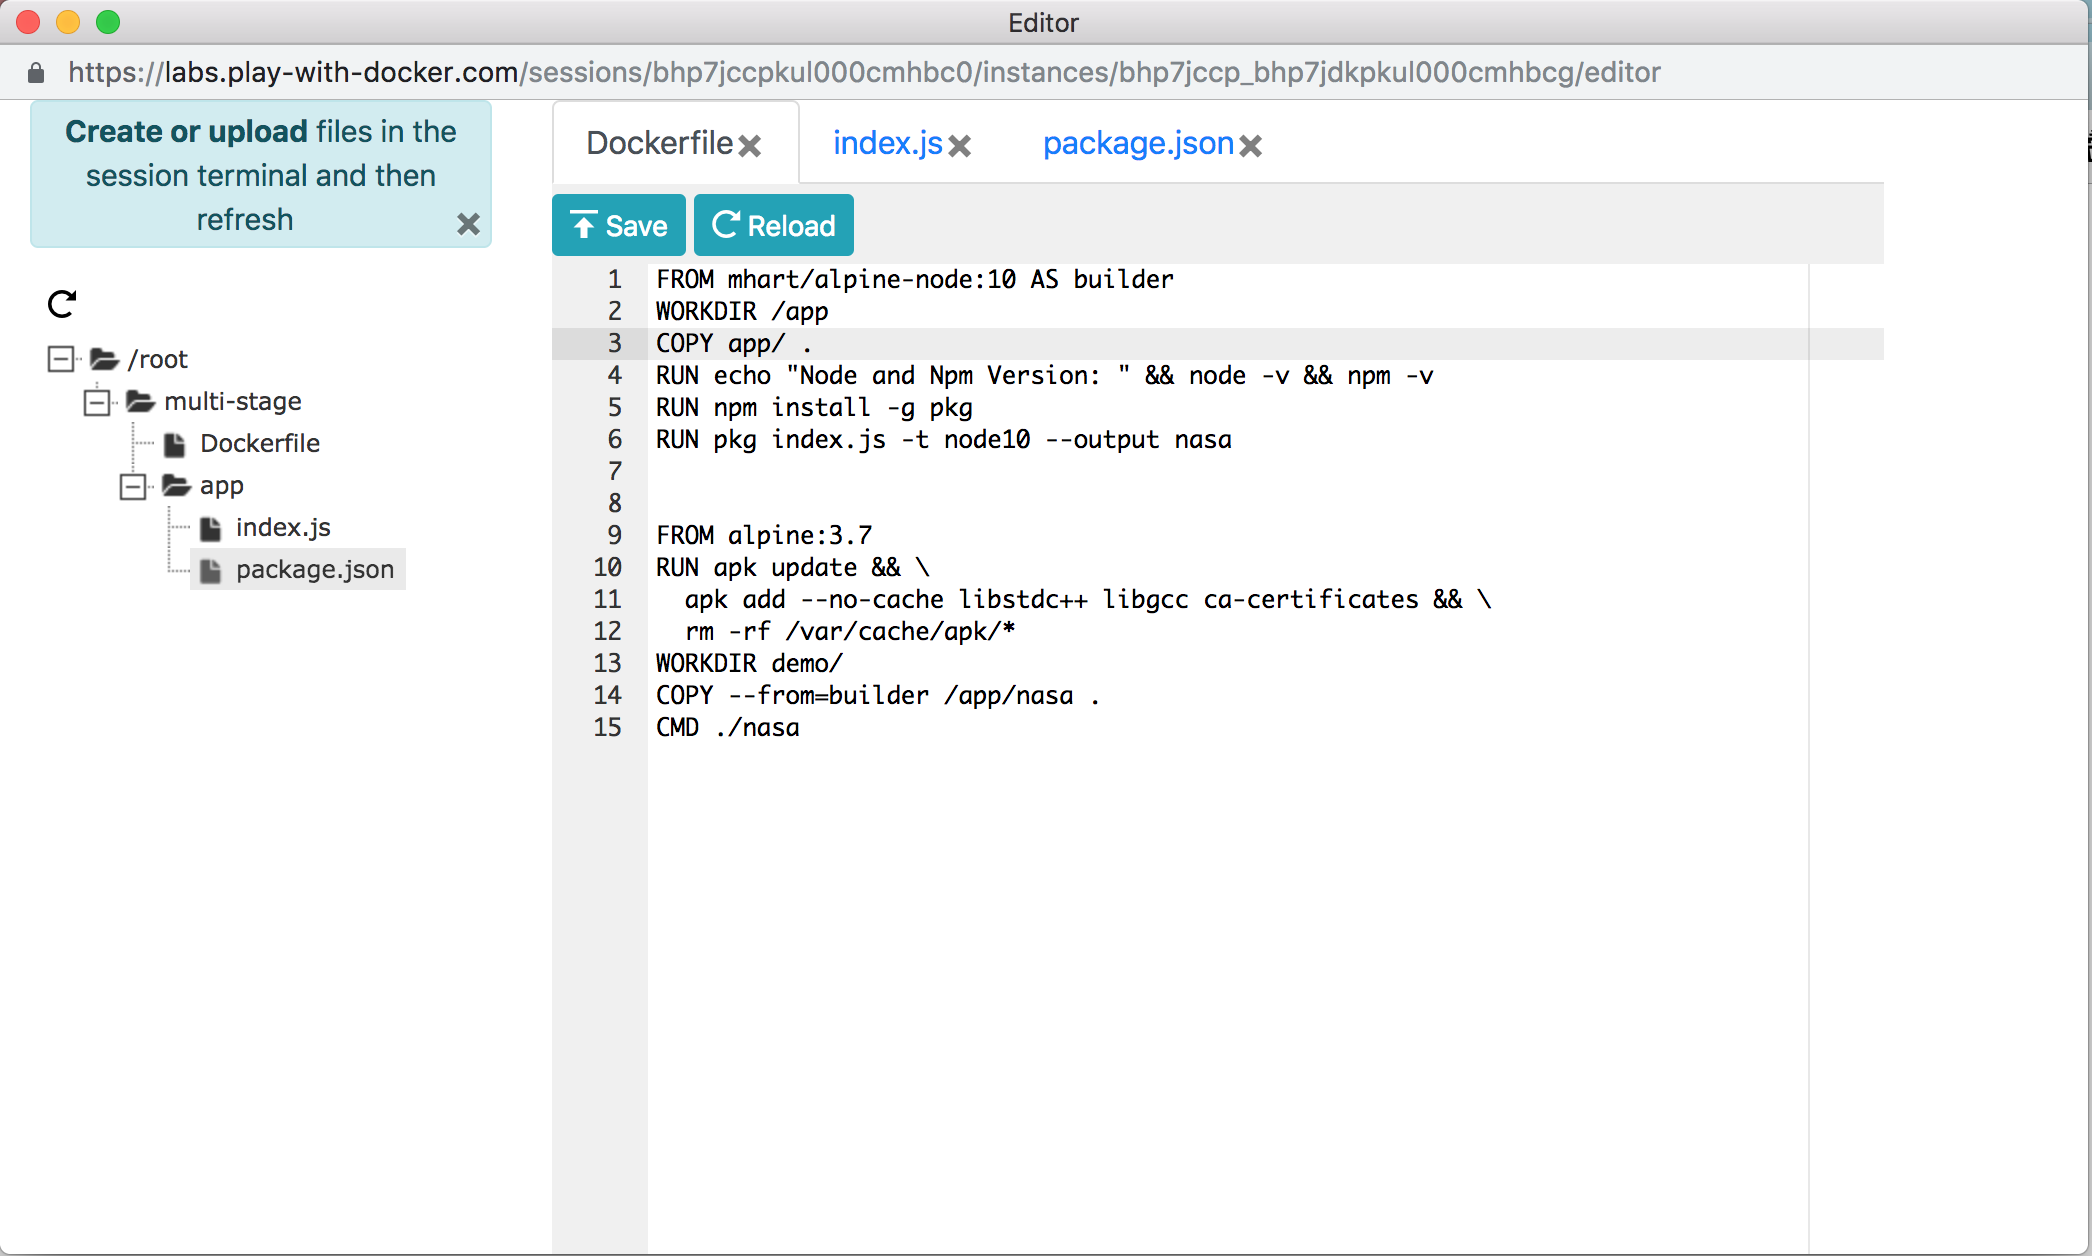 Editor
https://labs.play-with-docker.com/sessions/bhp7jccpkul000cmhbc0/instances/bhp7jccp_bhp7jdkpkul000cmhbcg/editor
Create or upload files in the
session terminal and then
refresh
/root
multi-stage
Dockerfile
app
index.js
package.json
Dockerfile index.js package.json
Save Reload
1 FROM mhart/alpine-node:10 AS builder
2 WORKDIR /app
3 COPY app/ .
4 RUN echo "Node and Npm Version: " && node -v && npm -v
5 RUN npm install -g pkg
6 RUN pkg index.js -t node10 --output nasa
7
8
9 FROM alpine:3.7
10 RUN apk update && \
11 apk add --no-cache libstdc++ libgcc ca-certificates && \
12 rm -rf /var/cache/apk/*
13 WORKDIR demo/
14 COPY --from=builder /app/nasa .
15 CMD ./nasa